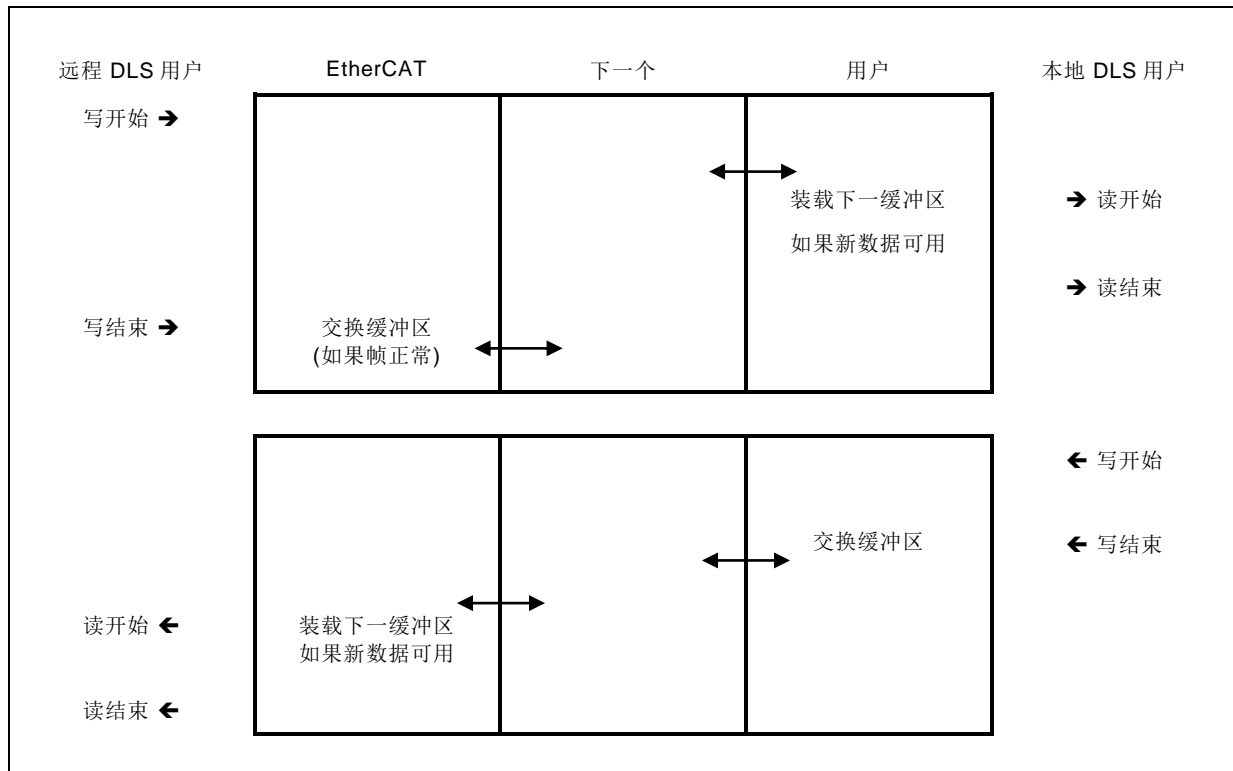 远程 DLS 用户 EtherCAT 下一个 用户 本地 DLS 用户
写开始 ➔
装载下一缓冲区 ➔ 读开始
如果新数据可用
➔ 读结束
写结束 ➔ 交换缓冲区
(如果帧正常)
🡰 写开始
交换缓冲区 🡰 写结束
读开始 🡰 装载下一缓冲区
如果新数据可用
读结束 🡰